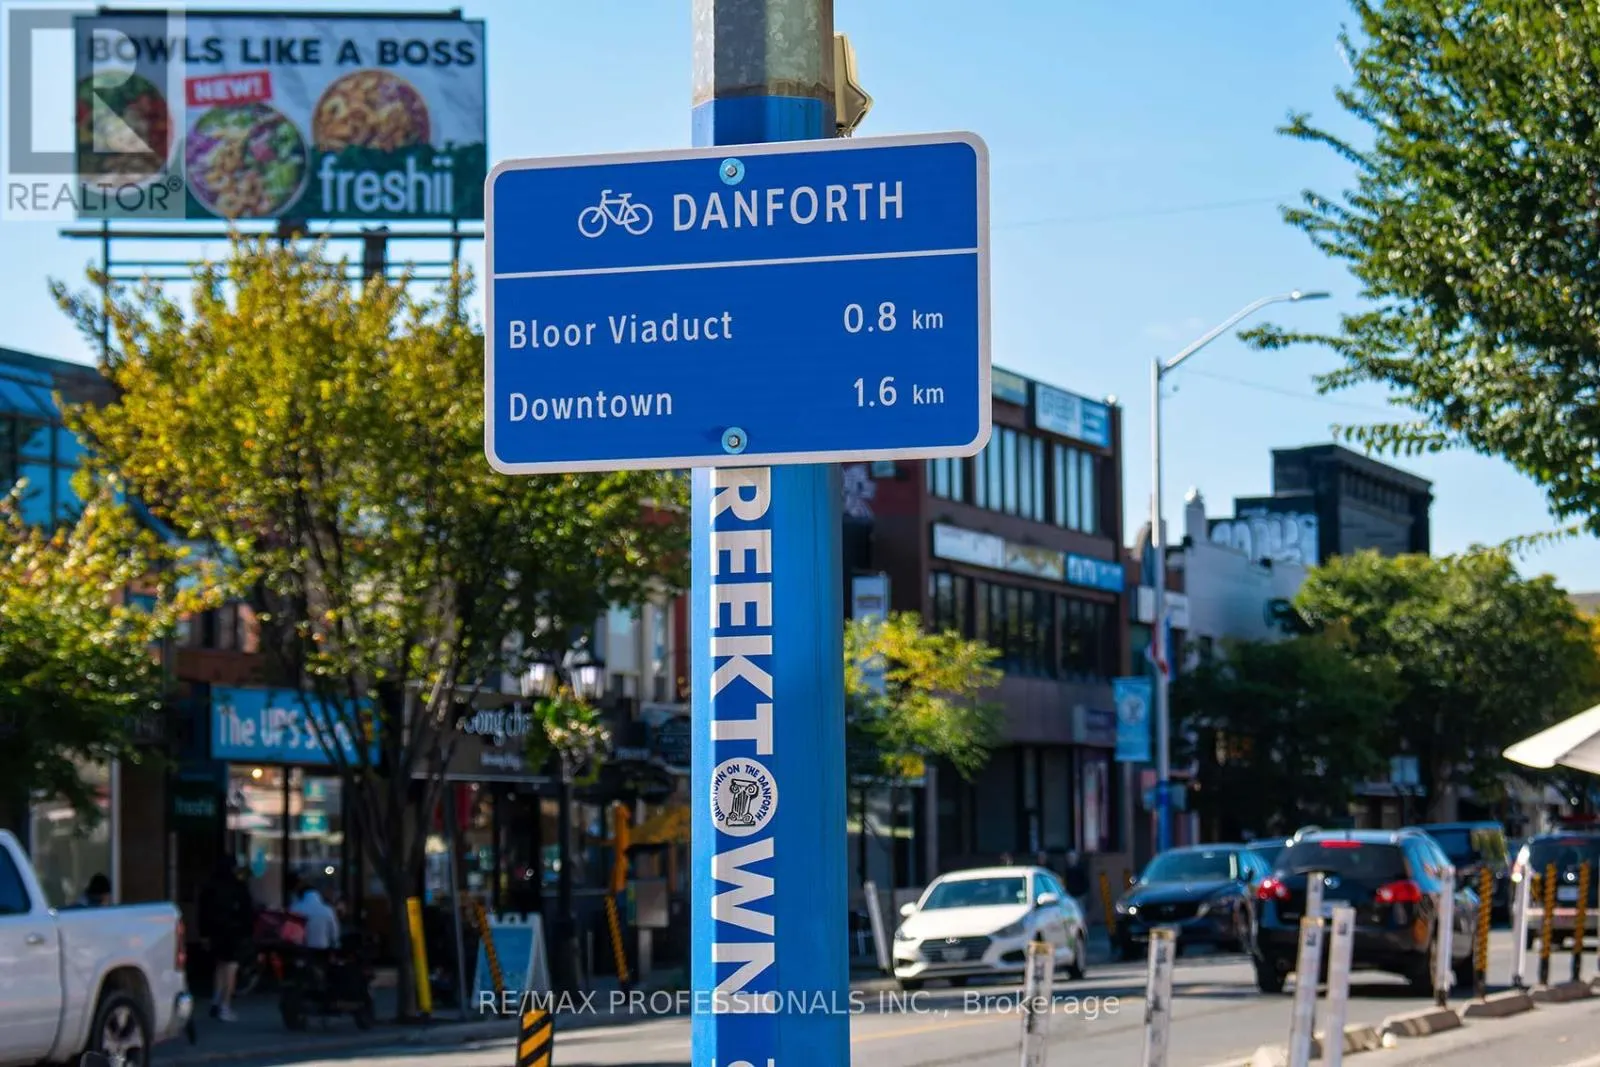 BOWLS LIKE A BOSS
NEW!
freshii
REALTOR®
DANFORTH
Bloor Viaduct 0.8 km
Downtown 1.6 km
REEKTOWN
GREEKTOWN ON THE DANFORTH
The UPS Store
RE/MAX PROFESSIONALS INC., Brokerage